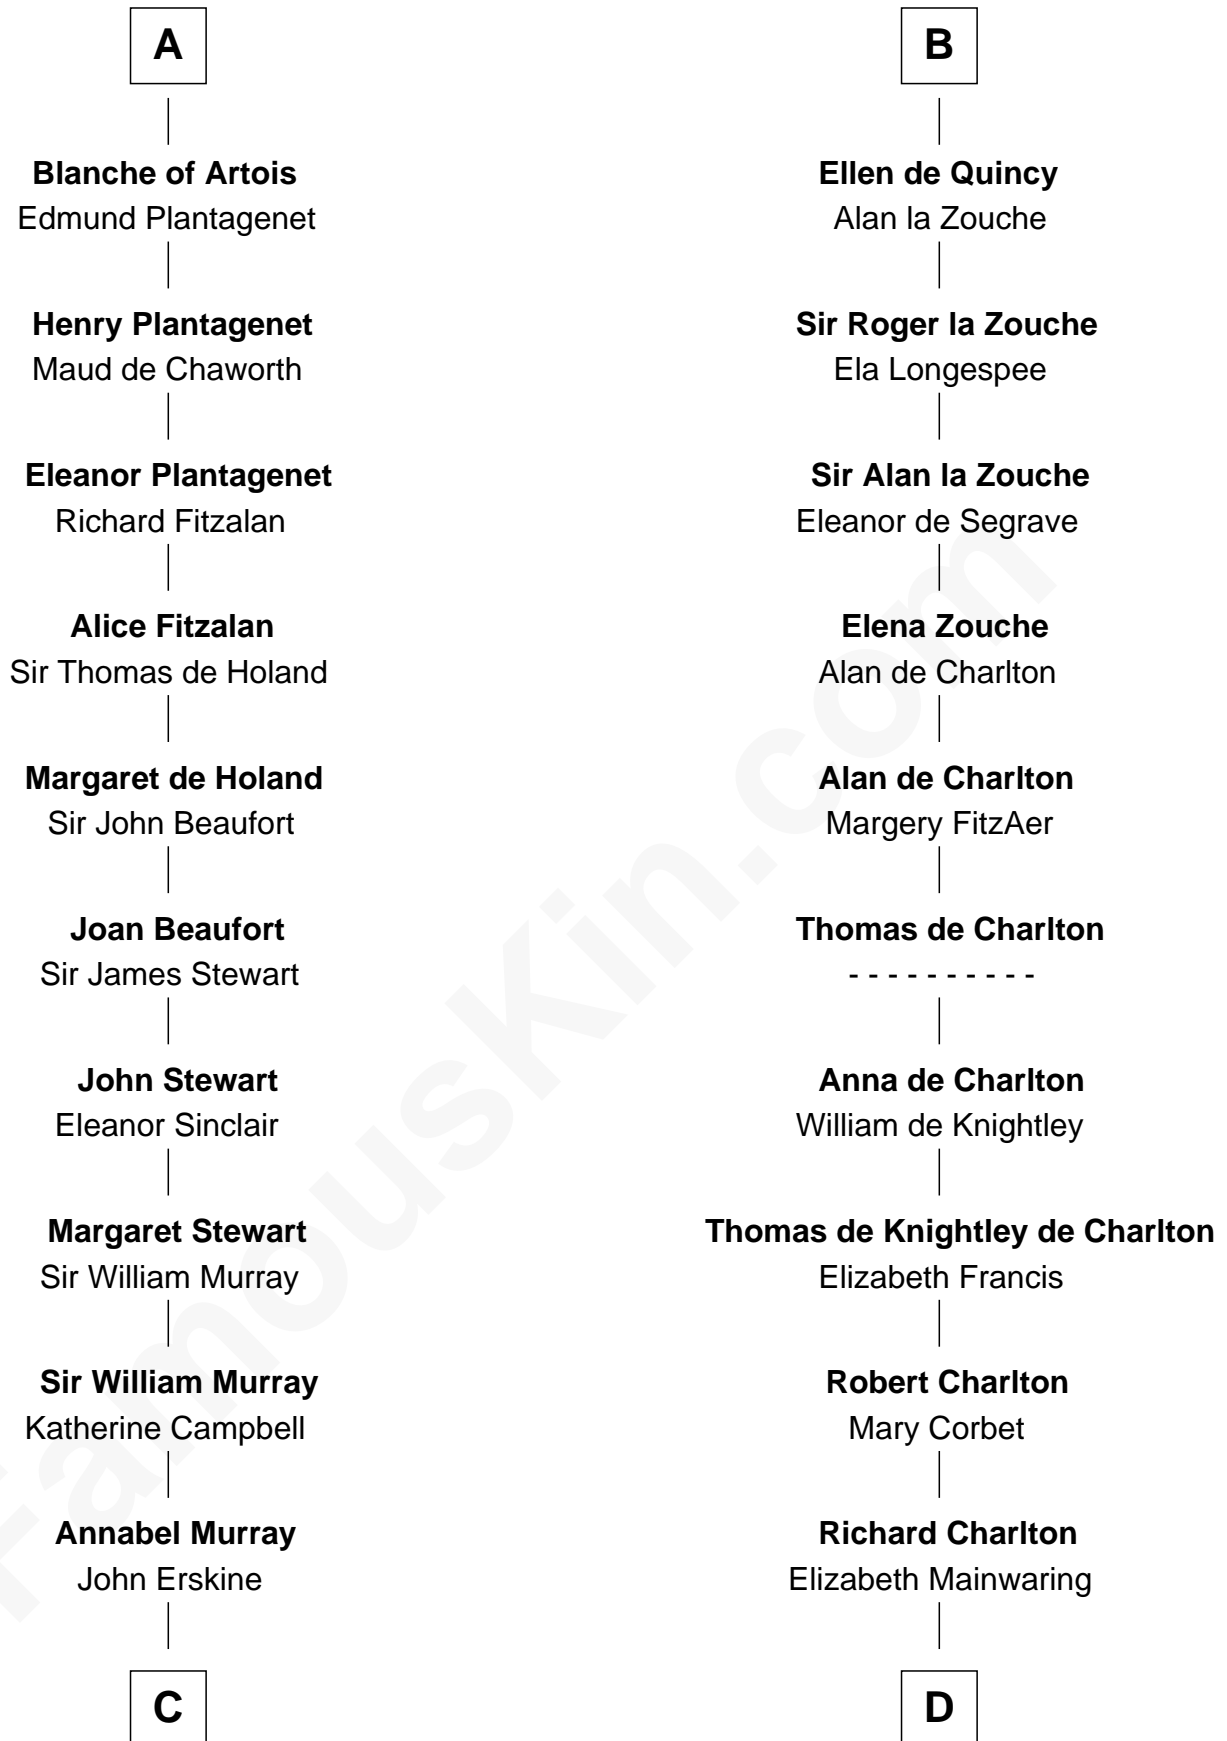 A
Blanche of Artois
Edmund Plantagenet
Henry Plantagenet
Maud de Chaworth
Eleanor Plantagenet
Richard Fitzalan
Alice Fitzalan
Sir Thomas de Holand
Margaret de Holand
Sir John Beaufort
Joan Beaufort
Sir James Stewart
John Stewart
Eleanor Sinclair
Margaret Stewart
Sir William Murray
Sir William Murray
Katherine Campbell
Annabel Murray
John Erskine
C
B
Ellen de Quincy
Alan la Zouche
Sir Roger la Zouche
Ela Longespee
Sir Alan la Zouche
Eleanor de Segrave
Elena Zouche
Alan de Charlton
Alan de Charlton
Margery FitzAer
Thomas de Charlton
- - - - - - - - - -
Anna de Charlton
William de Knightley
Thomas de Knightley de Charlton
Elizabeth Francis
Robert Charlton
Mary Corbet
Richard Charlton
Elizabeth Mainwaring
D
FamousKin.com